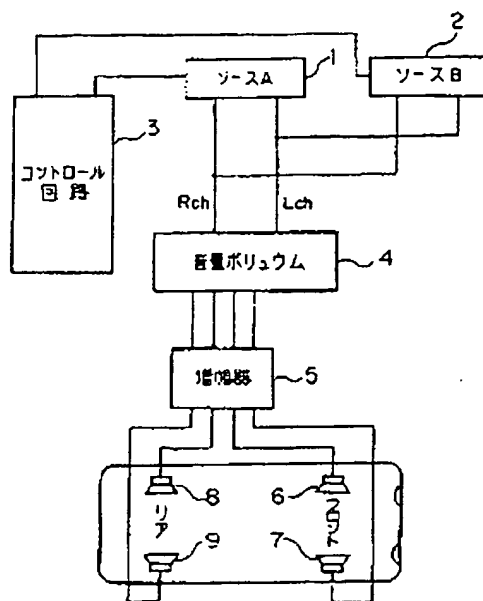 1
2
ソースA
ソースB
3
コントロール
回路
Rch
Lch
音量ボリュウム
4
増幅器
5
8
6
リア
フロント
9
7